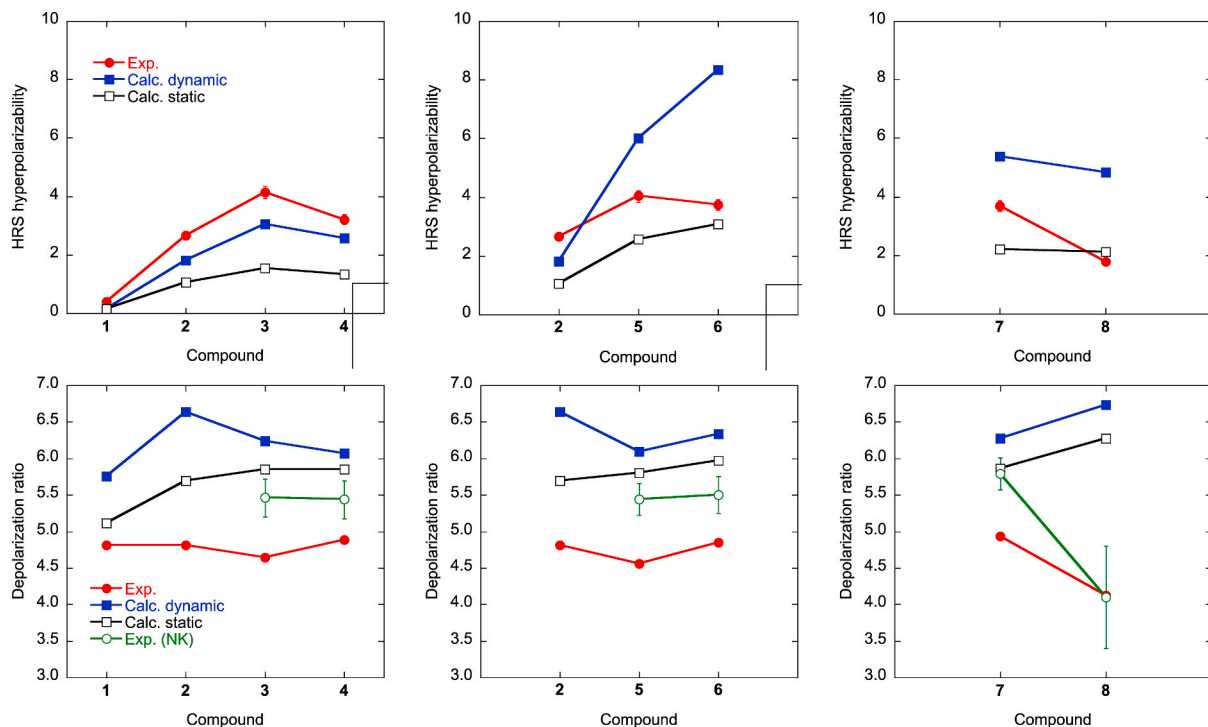 10
8
6
4
2
0
HRS hyperpolarizability
Exp.
Calc. dynamic
Calc. static
1 2 3 4
Compound
10
8
6
4
2
0
HRS hyperpolarizability
2 5 6
Compound
10
8
6
4
2
0
HRS hyperpolarizability
7 8
Compound
7.0
6.5
6.0
5.5
5.0
4.5
4.0
3.5
3.0
Depolarization ratio
Exp.
Calc. dynamic
Calc. static
Exp. (NK)
1 2 3 4
Compound
7.0
6.5
6.0
5.5
5.0
4.5
4.0
3.5
3.0
Depolarization ratio
2 5 6
Compound
7.0
6.5
6.0
5.5
5.0
4.5
4.0
3.5
3.0
Depolarization ratio
7 8
Compound